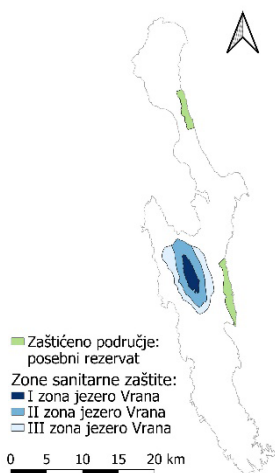 Zaštićeno područje:
posebni rezervat
Zone sanitarne zaštite:
I zona jezero Vrana
II zona jezero Vrana
III zona jezero Vrana
0 5 10 15 20 km